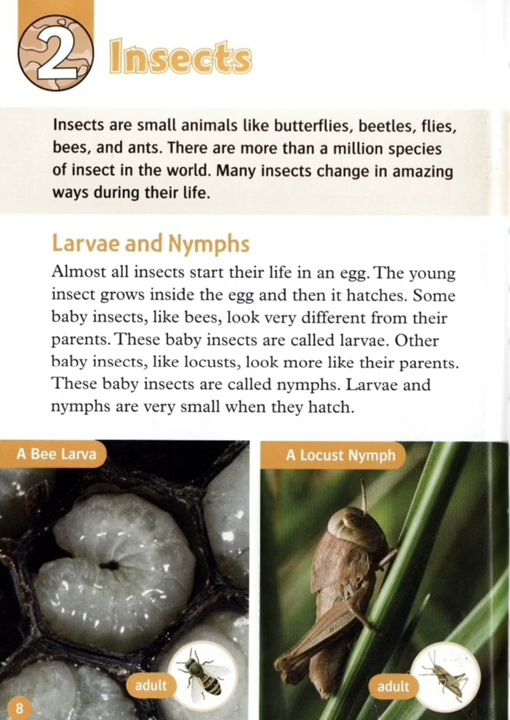 2
Insects
Insects are small animals like butterflies, beetles, flies,
bees, and ants. There are more than a million species
of insect in the world. Many insects change in amazing
ways during their life.
Larvae and Nymphs
Almost all insects start their life in an egg. The young
insect grows inside the egg and then it hatches. Some
baby insects, like bees, look very different from their
parents. These baby insects are called larvae. Other
baby insects, like locusts, look more like their parents.
These baby insects are called nymphs. Larvae and
nymphs are very small when they hatch.
A Bee Larva
A Locust Nymph
adult
adult
8